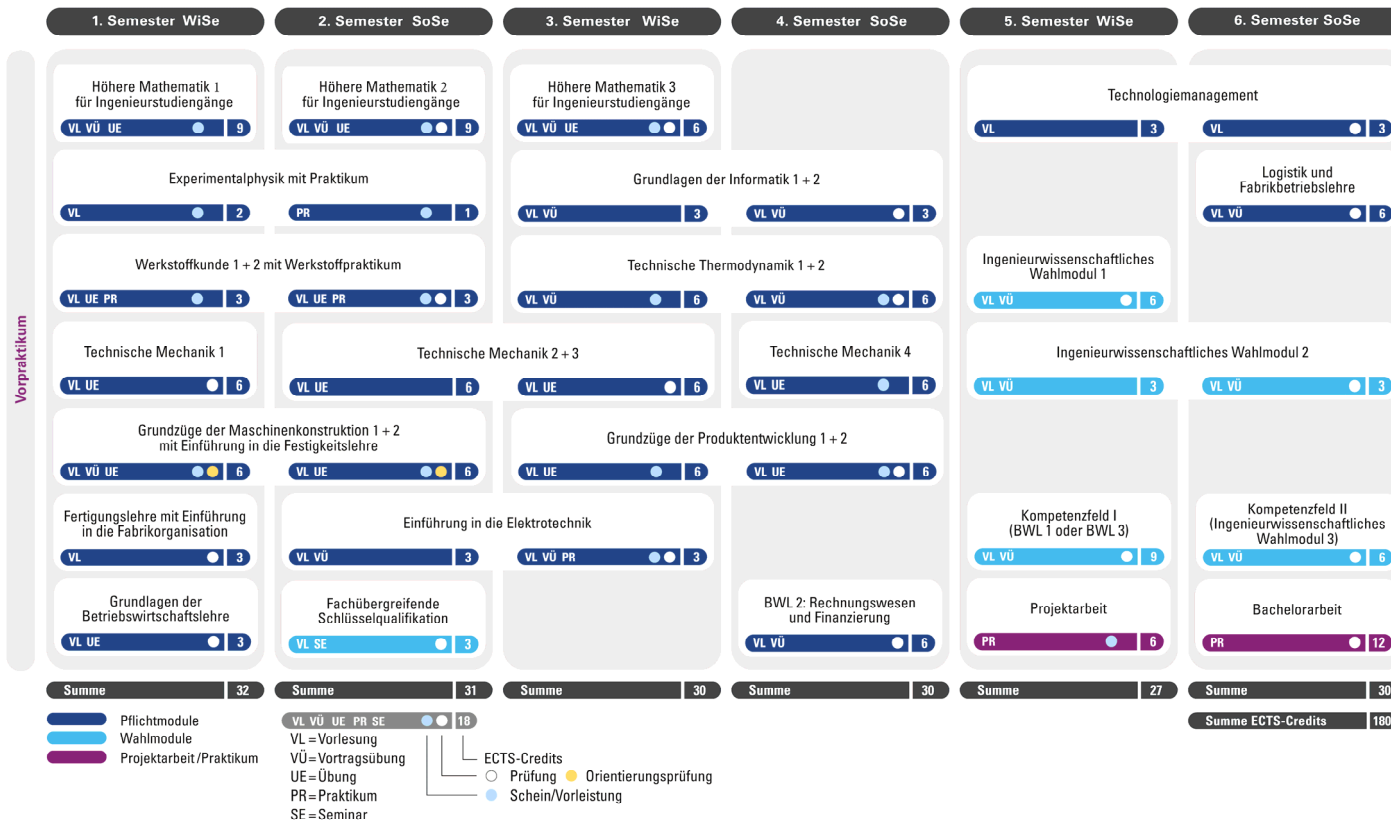 1. Semester WiSe
2. Semester SoSe
3. Semester WiSe
4. Semester SoSe
5. Semester WiSe
6. Semester SoSe
Vorpraktikum
Höhere Mathematik 1
für Ingenieurstudiengänge
VL VÜ UE 9
Höhere Mathematik 2
für Ingenieurstudiengänge
VL VÜ UE 9
Höhere Mathematik 3
für Ingenieurstudiengänge
VL VÜ UE 6
Technologiemanagement
VL 3
VL 3
Experimentalphysik mit Praktikum
VL 2
PR 1
Grundlagen der Informatik 1 + 2
VL VÜ 3
VL VÜ 3
Logistik und
Fabrikbetriebslehre
VL VÜ 6
Werkstoffkunde 1 + 2 mit Werkstoffpraktikum
VL UE PR 3
VL UE PR 3
Technische Thermodynamik 1 + 2
VL VÜ 6
VL VÜ 6
Ingenieurwissenschaftliches
Wahlmodul 1
VL VÜ 6
Technische Mechanik 1
VL UE 6
Technische Mechanik 2 + 3
VL UE 6
VL UE 6
Technische Mechanik 4
VL UE 6
Ingenieurwissenschaftliches Wahlmodul 2
VL VÜ 3
VL VÜ 3
Grundzüge der Maschinenkonstruktion 1 + 2
mit Einführung in die Festigkeitslehre
VL VÜ UE 6
VL UE 6
Grundzüge der Produktentwicklung 1 + 2
VL UE 6
VL UE 6
Fertigungslehre mit Einführung
in die Fabrikorganisation
VL 3
Einführung in die Elektrotechnik
VL VÜ 3
VL VÜ PR 3
Kompetenzfeld I
(BWL 1 oder BWL 3)
VL VÜ 9
Kompetenzfeld II
(Ingenieurwissenschaftliches
Wahlmodul 3)
VL VÜ 6
Grundlagen der
Betriebswirtschaftslehre
VL UE 3
Fachübergreifende
Schlüsselqualifikation
VL SE 3
BWL 2: Rechnungswesen
und Finanzierung
VL VÜ 6
Projektarbeit
PR 6
Bachelorarbeit
PR 12
Summe 32
Summe 31
Summe 30
Summe 30
Summe 27
Summe 30
Summe ECTS-Credits 180
Pflichtmodule
Wahlmodule
Projektarbeit/Praktikum
VL VÜ UE PR SE 18
VL = Vorlesung
VÜ = Vortragsübung
UE = Übung
PR = Praktikum
SE = Seminar
ECTS-Credits
Prüfung Orientierungsprüfung
Schein/Vorleistung